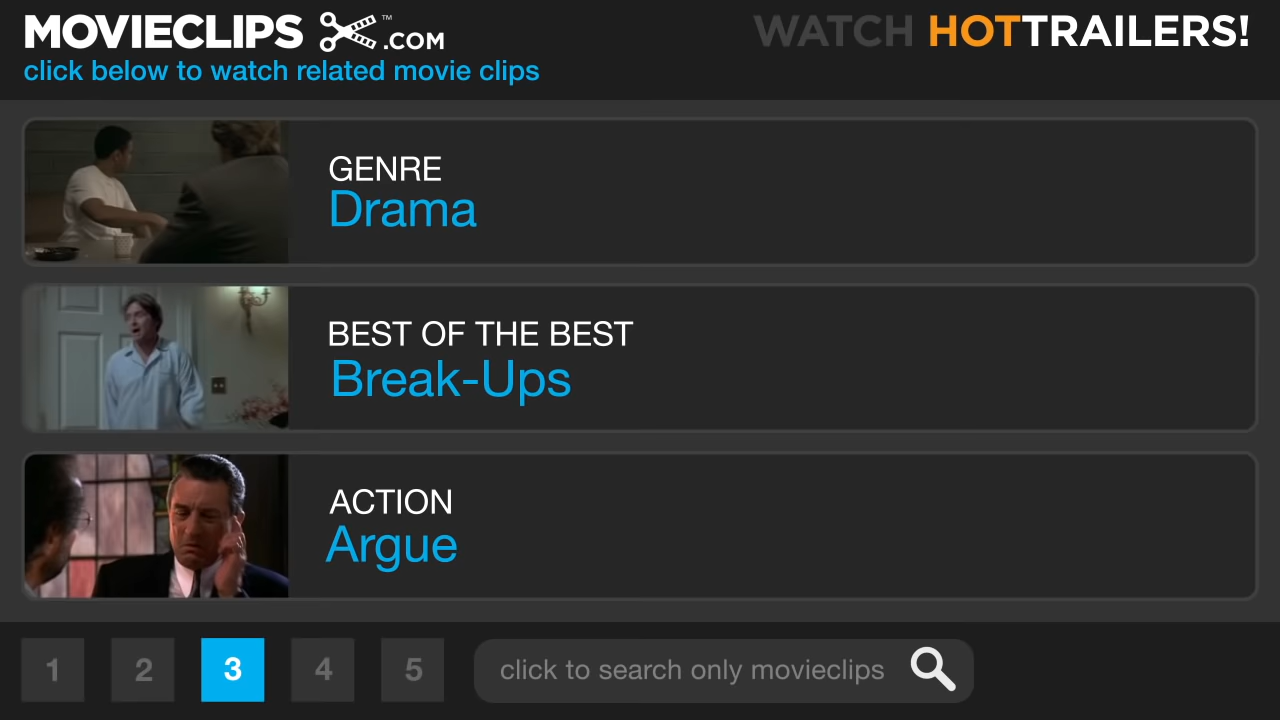 MOVIECLIPS ™ .COM
WATCH HOTTRAILERS!
click below to watch related movie clips
GENRE
Drama
BEST OF THE BEST
Break-Ups
ACTION
Argue
1 2 3 4 5 click to search only movieclips